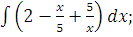 ∫(2 − x/5 + 5/x) dx;